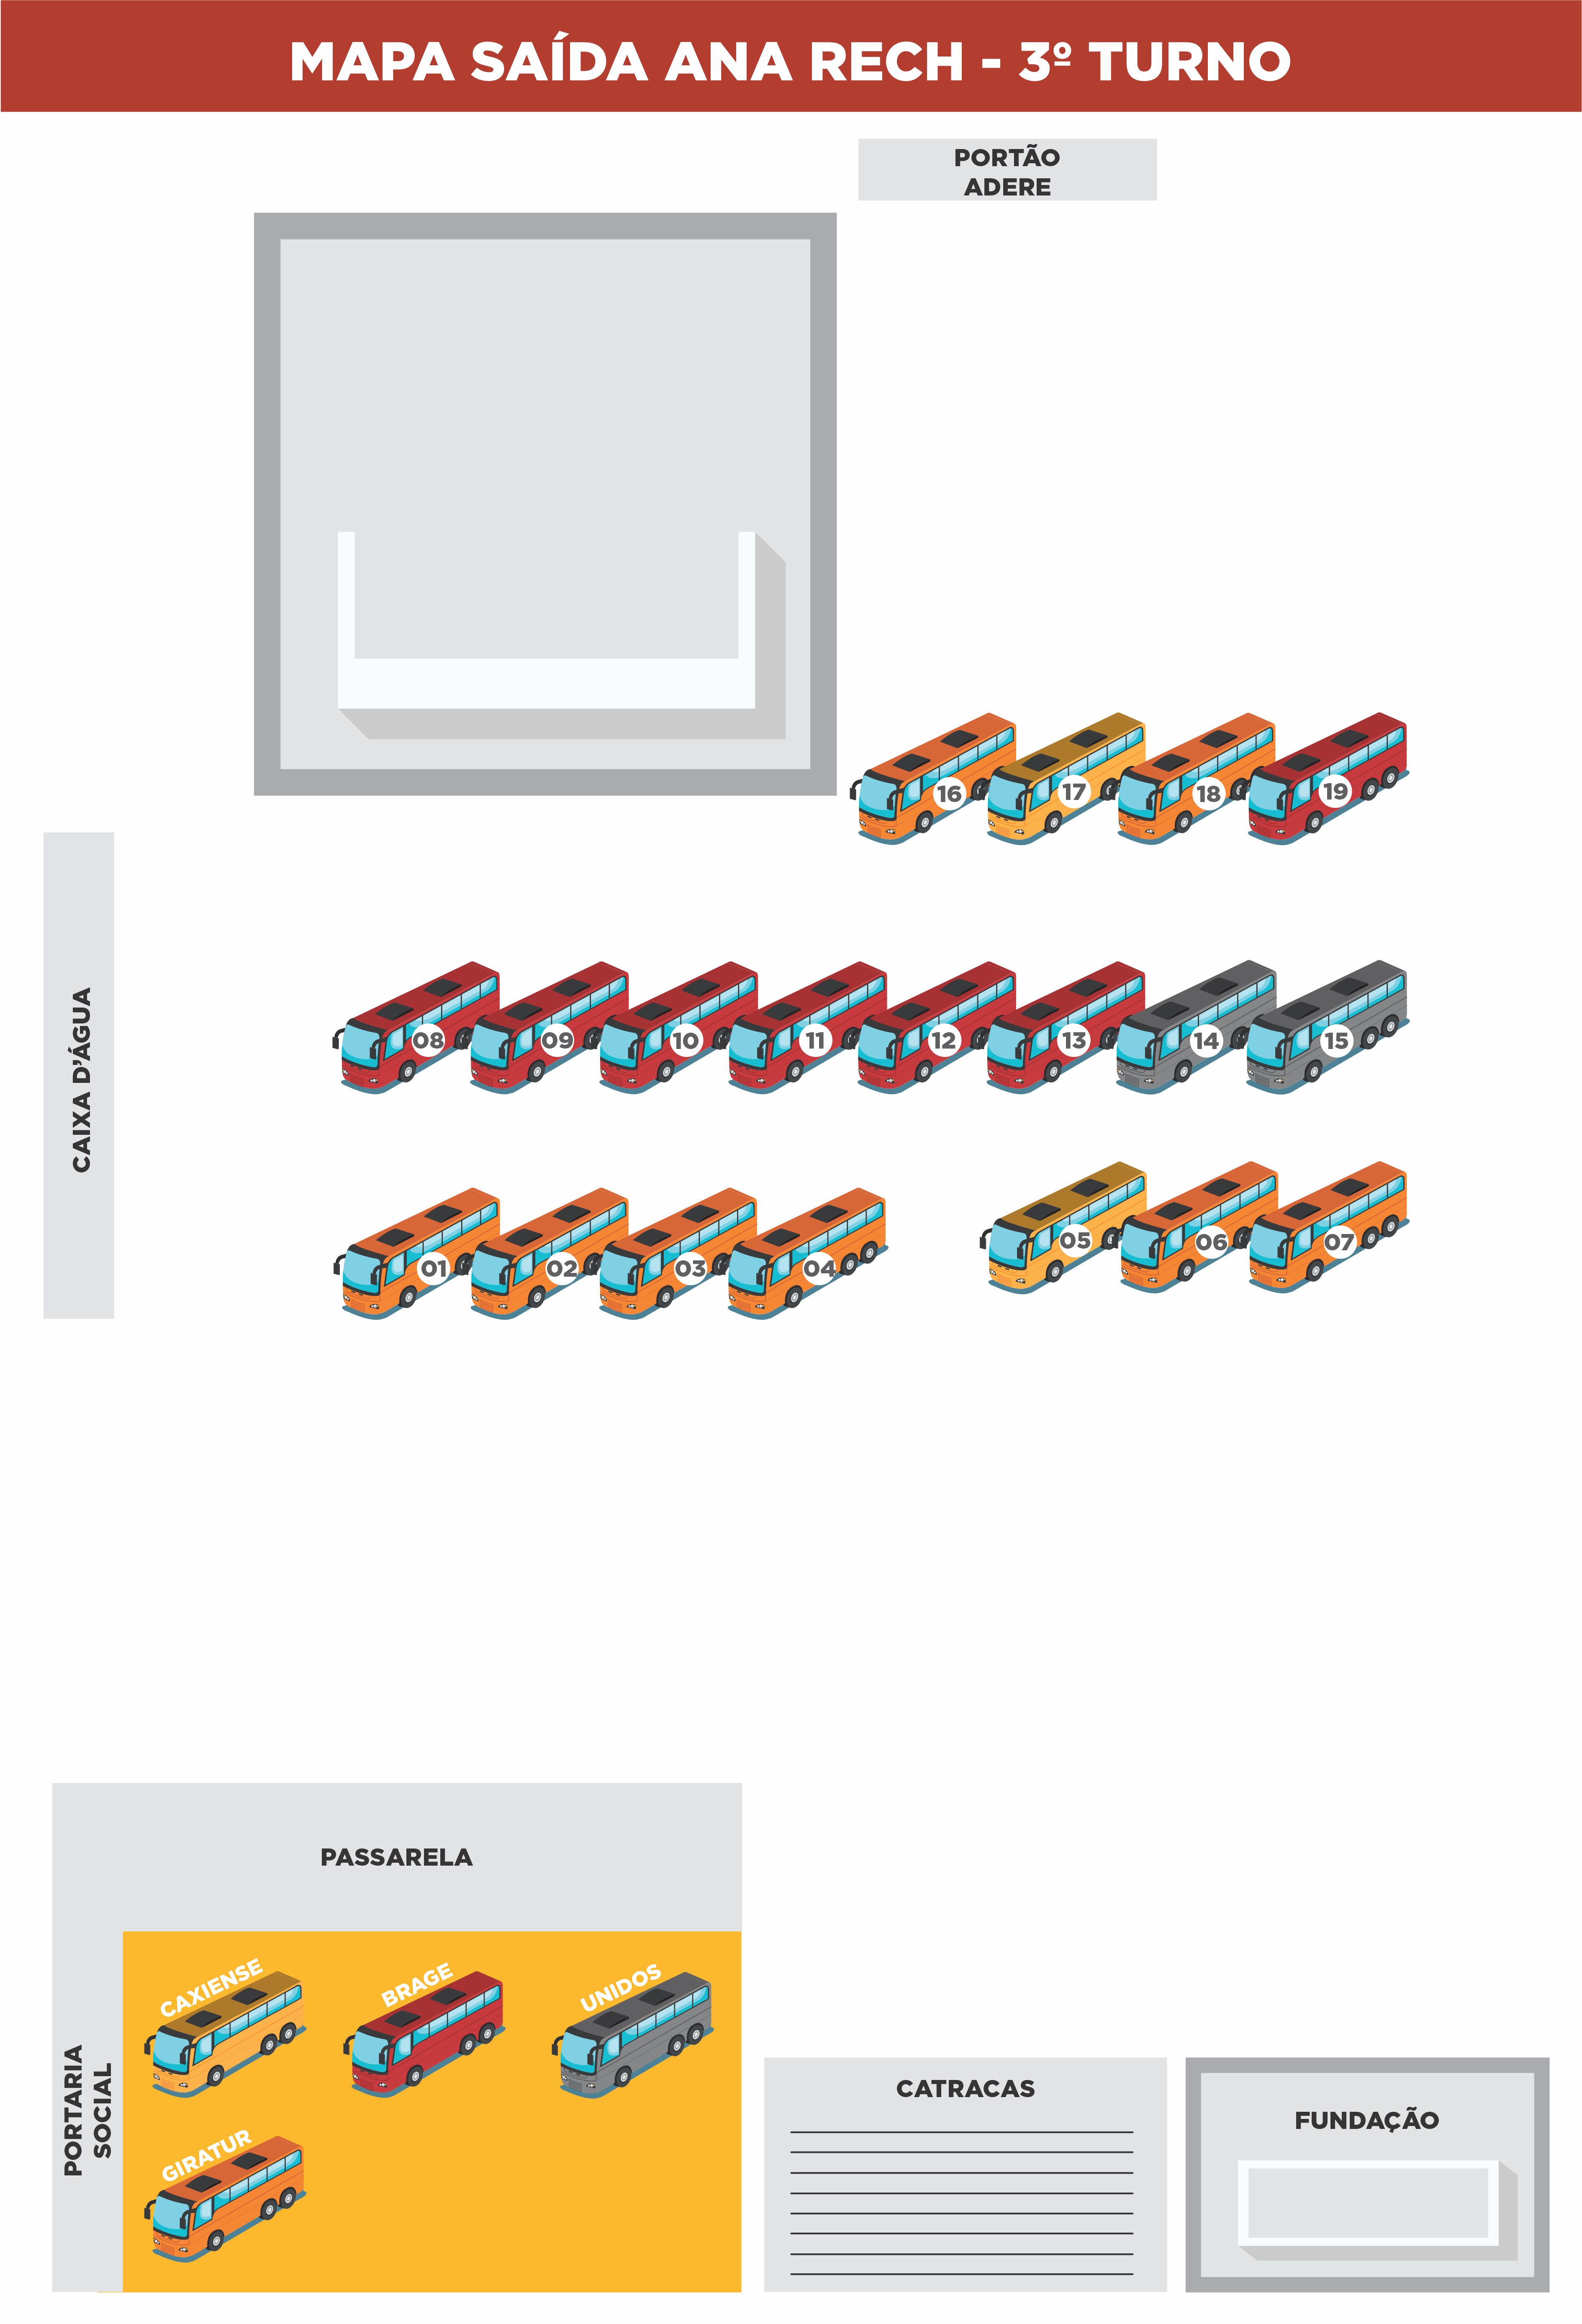 MAPA SAÍDA ANA RECH - 3º TURNO
PORTÃO
ADERE
16
17
18
19
CAIXA D'ÁGUA
08
09
10
11
12
13
14
15
01
02
03
04
05
06
07
PASSARELA
PORTARIA
SOCIAL
CAXIENSE
BRAGE
UNIDOS
GIRATUR
CATRACAS
FUNDAÇÃO